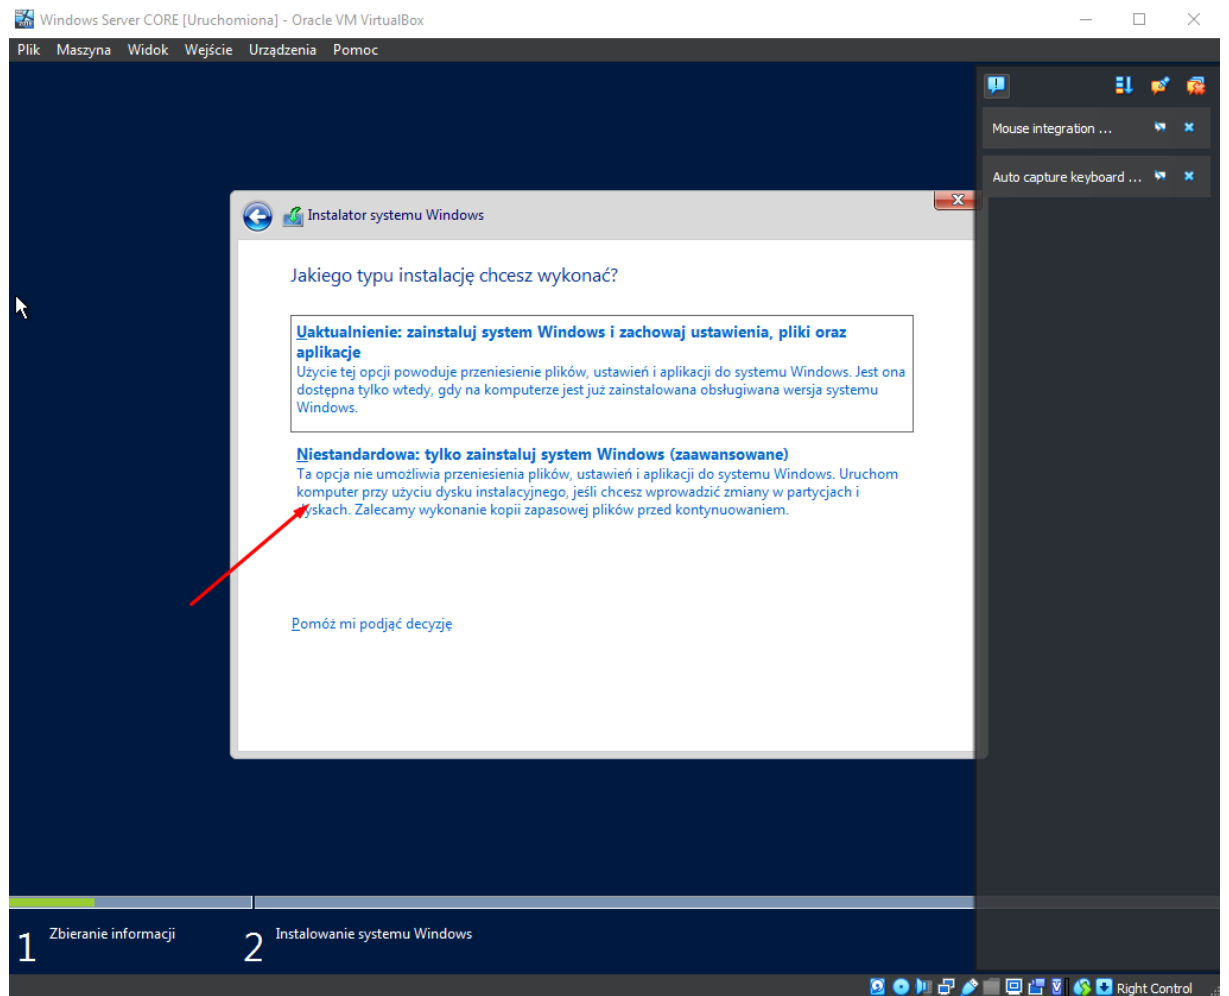 Windows Server CORE [Uruchomiona] - Oracle VM VirtualBox
Plik Maszyna Widok Wejście Urządzenia Pomoc
Mouse integration ...
Auto capture keyboard ...
Instalator systemu Windows
Jakiego typu instalację chcesz wykonać?
Uaktualnienie: zainstaluj system Windows i zachowaj ustawienia, pliki oraz
aplikacje
Użycie tej opcji powoduje przeniesienie plików, ustawień i aplikacji do systemu Windows. Jest ona
dostępna tylko wtedy, gdy na komputerze jest już zainstalowana obsługiwana wersja systemu
Windows.
Niestandardowa: tylko zainstaluj system Windows (zaawansowane)
Ta opcja nie umożliwia przeniesienia plików, ustawień i aplikacji do systemu Windows. Uruchom
komputer przy użyciu dysku instalacyjnego, jeśli chcesz wprowadzić zmiany w partycjach i
dyskach. Zalecamy wykonanie kopii zapasowej plików przed kontynuowaniem.
Pomóż mi podjąć decyzję
1 Zbieranie informacji
2 Instalowanie systemu Windows
Right Control